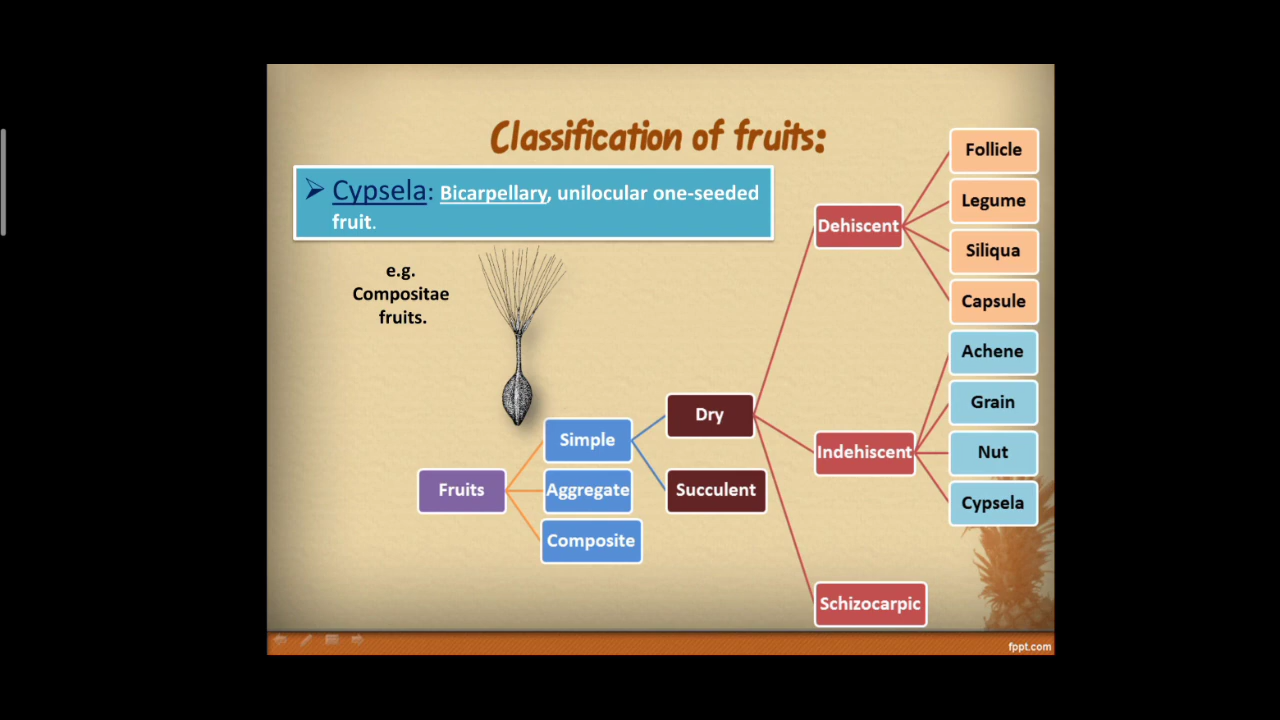 Classification of fruits:
➢ Cypsela: Bicarpellary, unilocular one-seeded
fruit.
e.g.
Compositae
fruits.
Fruits
Simple
Aggregate
Composite
Dry
Succulent
Dehiscent
Indehiscent
Schizocarpic
Follicle
Legume
Siliqua
Capsule
Achene
Grain
Nut
Cypsela
fppt.com